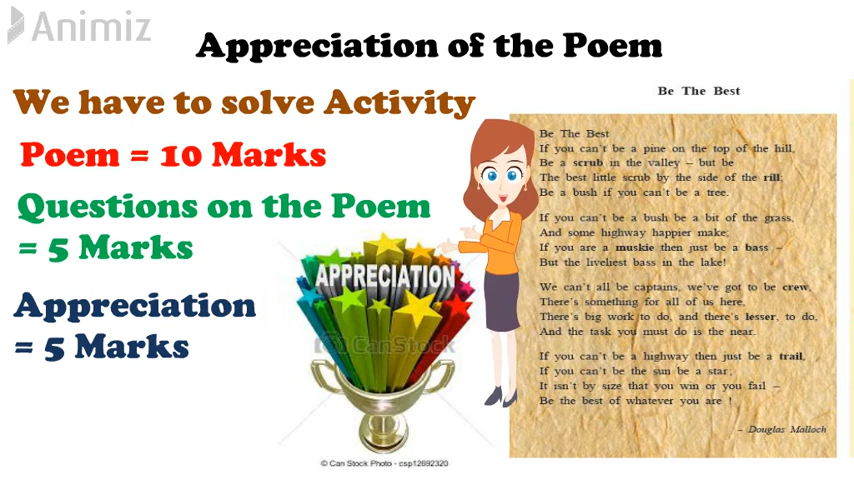 Animiz
Appreciation of the Poem
We have to solve Activity
Poem = 10 Marks
Questions on the Poem
= 5 Marks
Appreciation
= 5 Marks
APPRECIATION
CanStock
© Can Stock Photo - csp12692320
Be The Best
Be The Best
If you can't be a pine on the top of the hill,
Be a scrub in the valley – but be
The best little scrub by the side of the rill;
Be a bush if you can't be a tree.
If you can't be a bush be a bit of the grass,
And some highway happier make;
If you are a muskie then just be a bass –
But the liveliest bass in the lake!
We can't all be captains, we've got to be crew,
There's something for all of us here,
There's big work to do, and there's lesser, to do,
And the task you must do is the near.
If you can't be a highway then just be a trail,
If you can't be the sun be a star;
It isn't by size that you win or you fail –
Be the best of whatever you are !
– Douglas Malloch